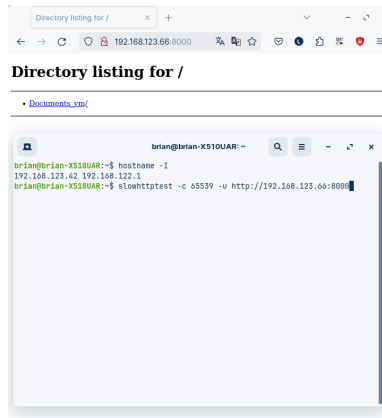 Directory listing for /
192.168.123.66:8000
Directory listing for /
Documents_vm/
brian@brian-X510UAR: ~
brian@brian-X510UAR:~$ hostname -I
192.168.123.42 192.168.122.1
brian@brian-X510UAR:~$ slowhttptest -c 65539 -u http://192.168.123.66:8000